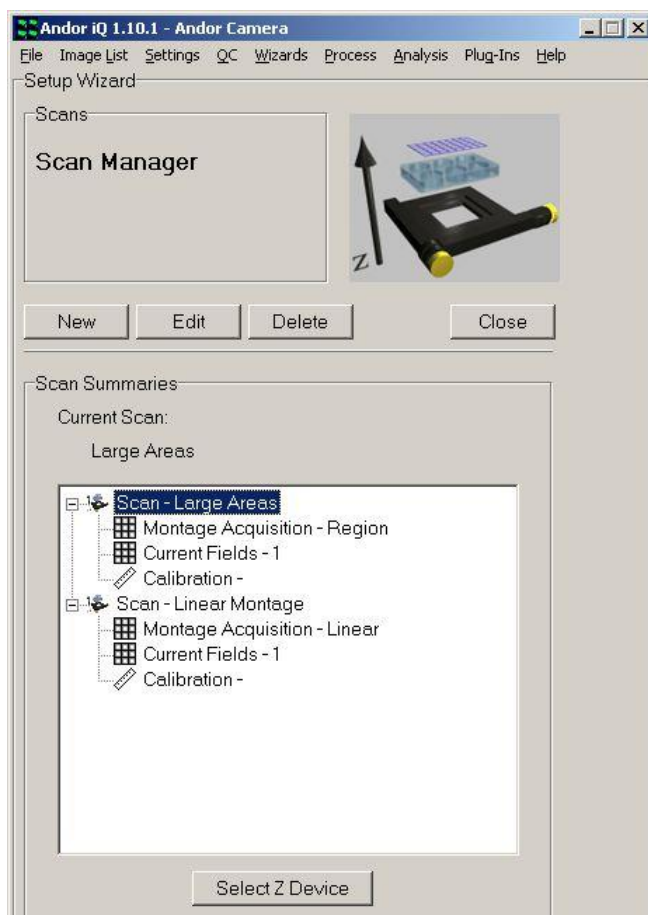 Andor iQ 1.10.1 - Andor Camera
File Image List Settings QC Wizards Process Analysis Plug-Ins Help
Setup Wizard
Scans
Scan Manager
Z
New Edit Delete Close
Scan Summaries
Current Scan:
Large Areas
Scan - Large Areas
Montage Acquisition - Region
Current Fields - 1
Calibration -
Scan - Linear Montage
Montage Acquisition - Linear
Current Fields - 1
Calibration -
Select Z Device